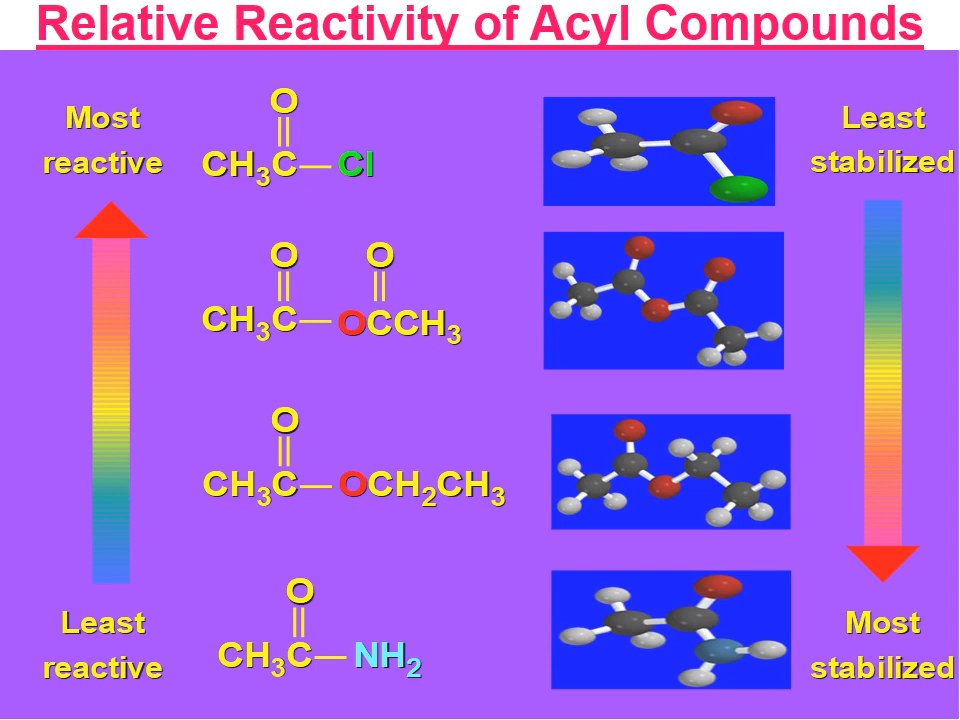 Relative Reactivity of Acyl Compounds
Most
reactive
O
||
CH3C—Cl
Least
stabilized
O O
|| ||
CH3C—OCCH3
O
||
CH3C—OCH2CH3
O
||
CH3C—NH2
Least
reactive
Most
stabilized